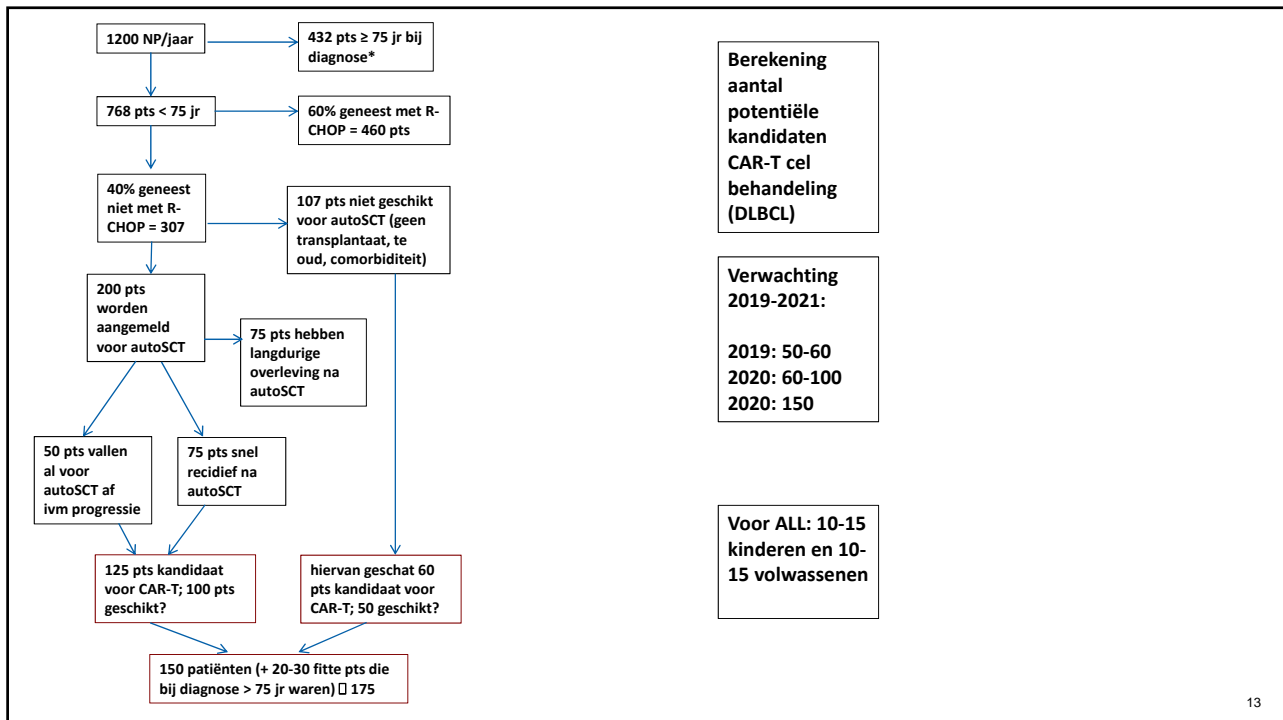 1200 NP/jaar
432 pts ≥ 75 jr bij
diagnose*
768 pts < 75 jr
60% geneest met R-
CHOP = 460 pts
40% geneest
niet met R-
CHOP = 307
107 pts niet geschikt
voor autoSCT (geen
transplantaat, te
oud, comorbiditeit)
200 pts
worden
aangemeld
voor autoSCT
75 pts hebben
langdurige
overleving na
autoSCT
50 pts vallen
al voor
autoSCT af
ivm progressie
75 pts snel
recidief na
autoSCT
125 pts kandidaat
voor CAR-T; 100 pts
geschikt?
hiervan geschat 60
pts kandidaat voor
CAR-T; 50 geschikt?
150 patiënten (+ 20-30 fitte pts die
bij diagnose > 75 jr waren) 175
Berekening
aantal
potentiële
kandidaten
CAR-T cel
behandeling
(DLBCL)
Verwachting
2019-2021:
2019: 50-60
2020: 60-100
2020: 150
Voor ALL: 10-15
kinderen en 10-
15 volwassenen
13